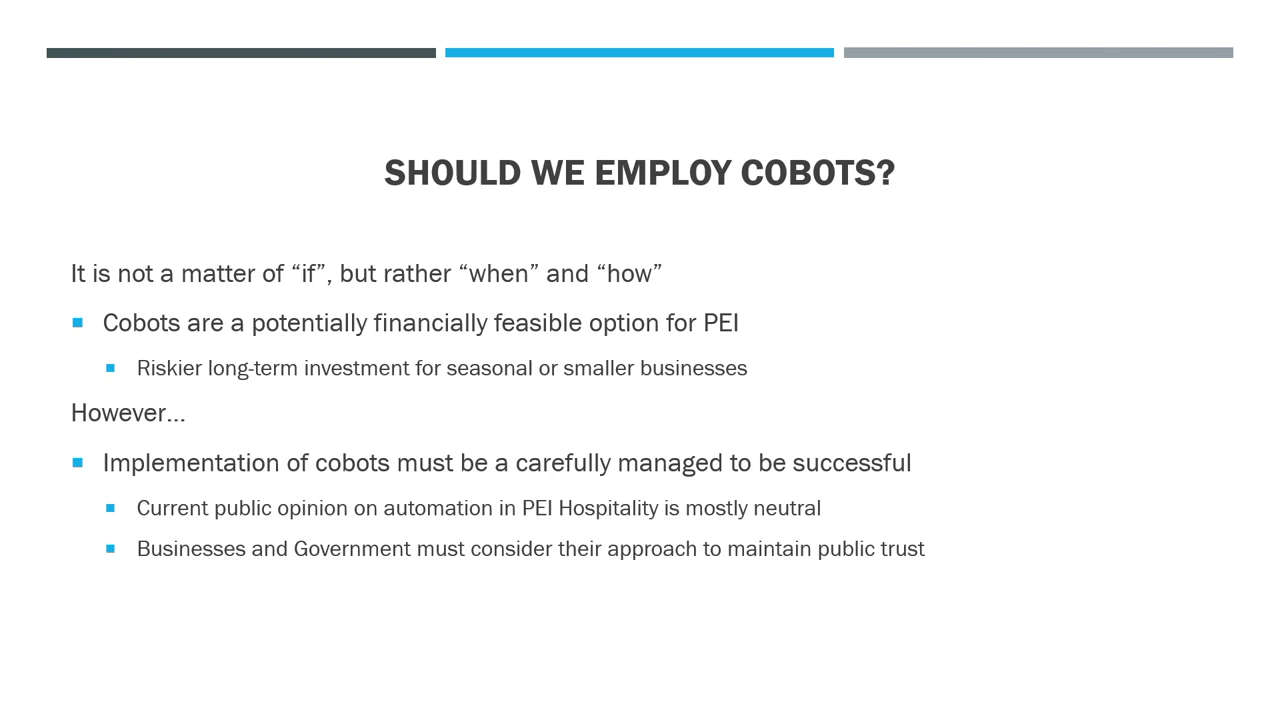 SHOULD WE EMPLOY COBOTS?
It is not a matter of “if”, but rather “when” and “how”
Cobots are a potentially financially feasible option for PEI
Riskier long-term investment for seasonal or smaller businesses
However…
Implementation of cobots must be a carefully managed to be successful
Current public opinion on automation in PEI Hospitality is mostly neutral
Businesses and Government must consider their approach to maintain public trust